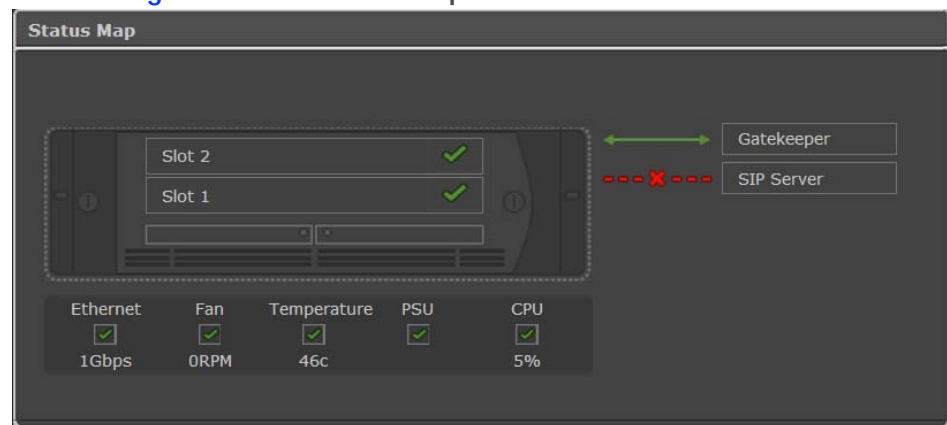 Status Map
Slot 2
Slot 1
Gatekeeper
SIP Server
Ethernet Fan Temperature PSU CPU
1Gbps 0RPM 46c 5%